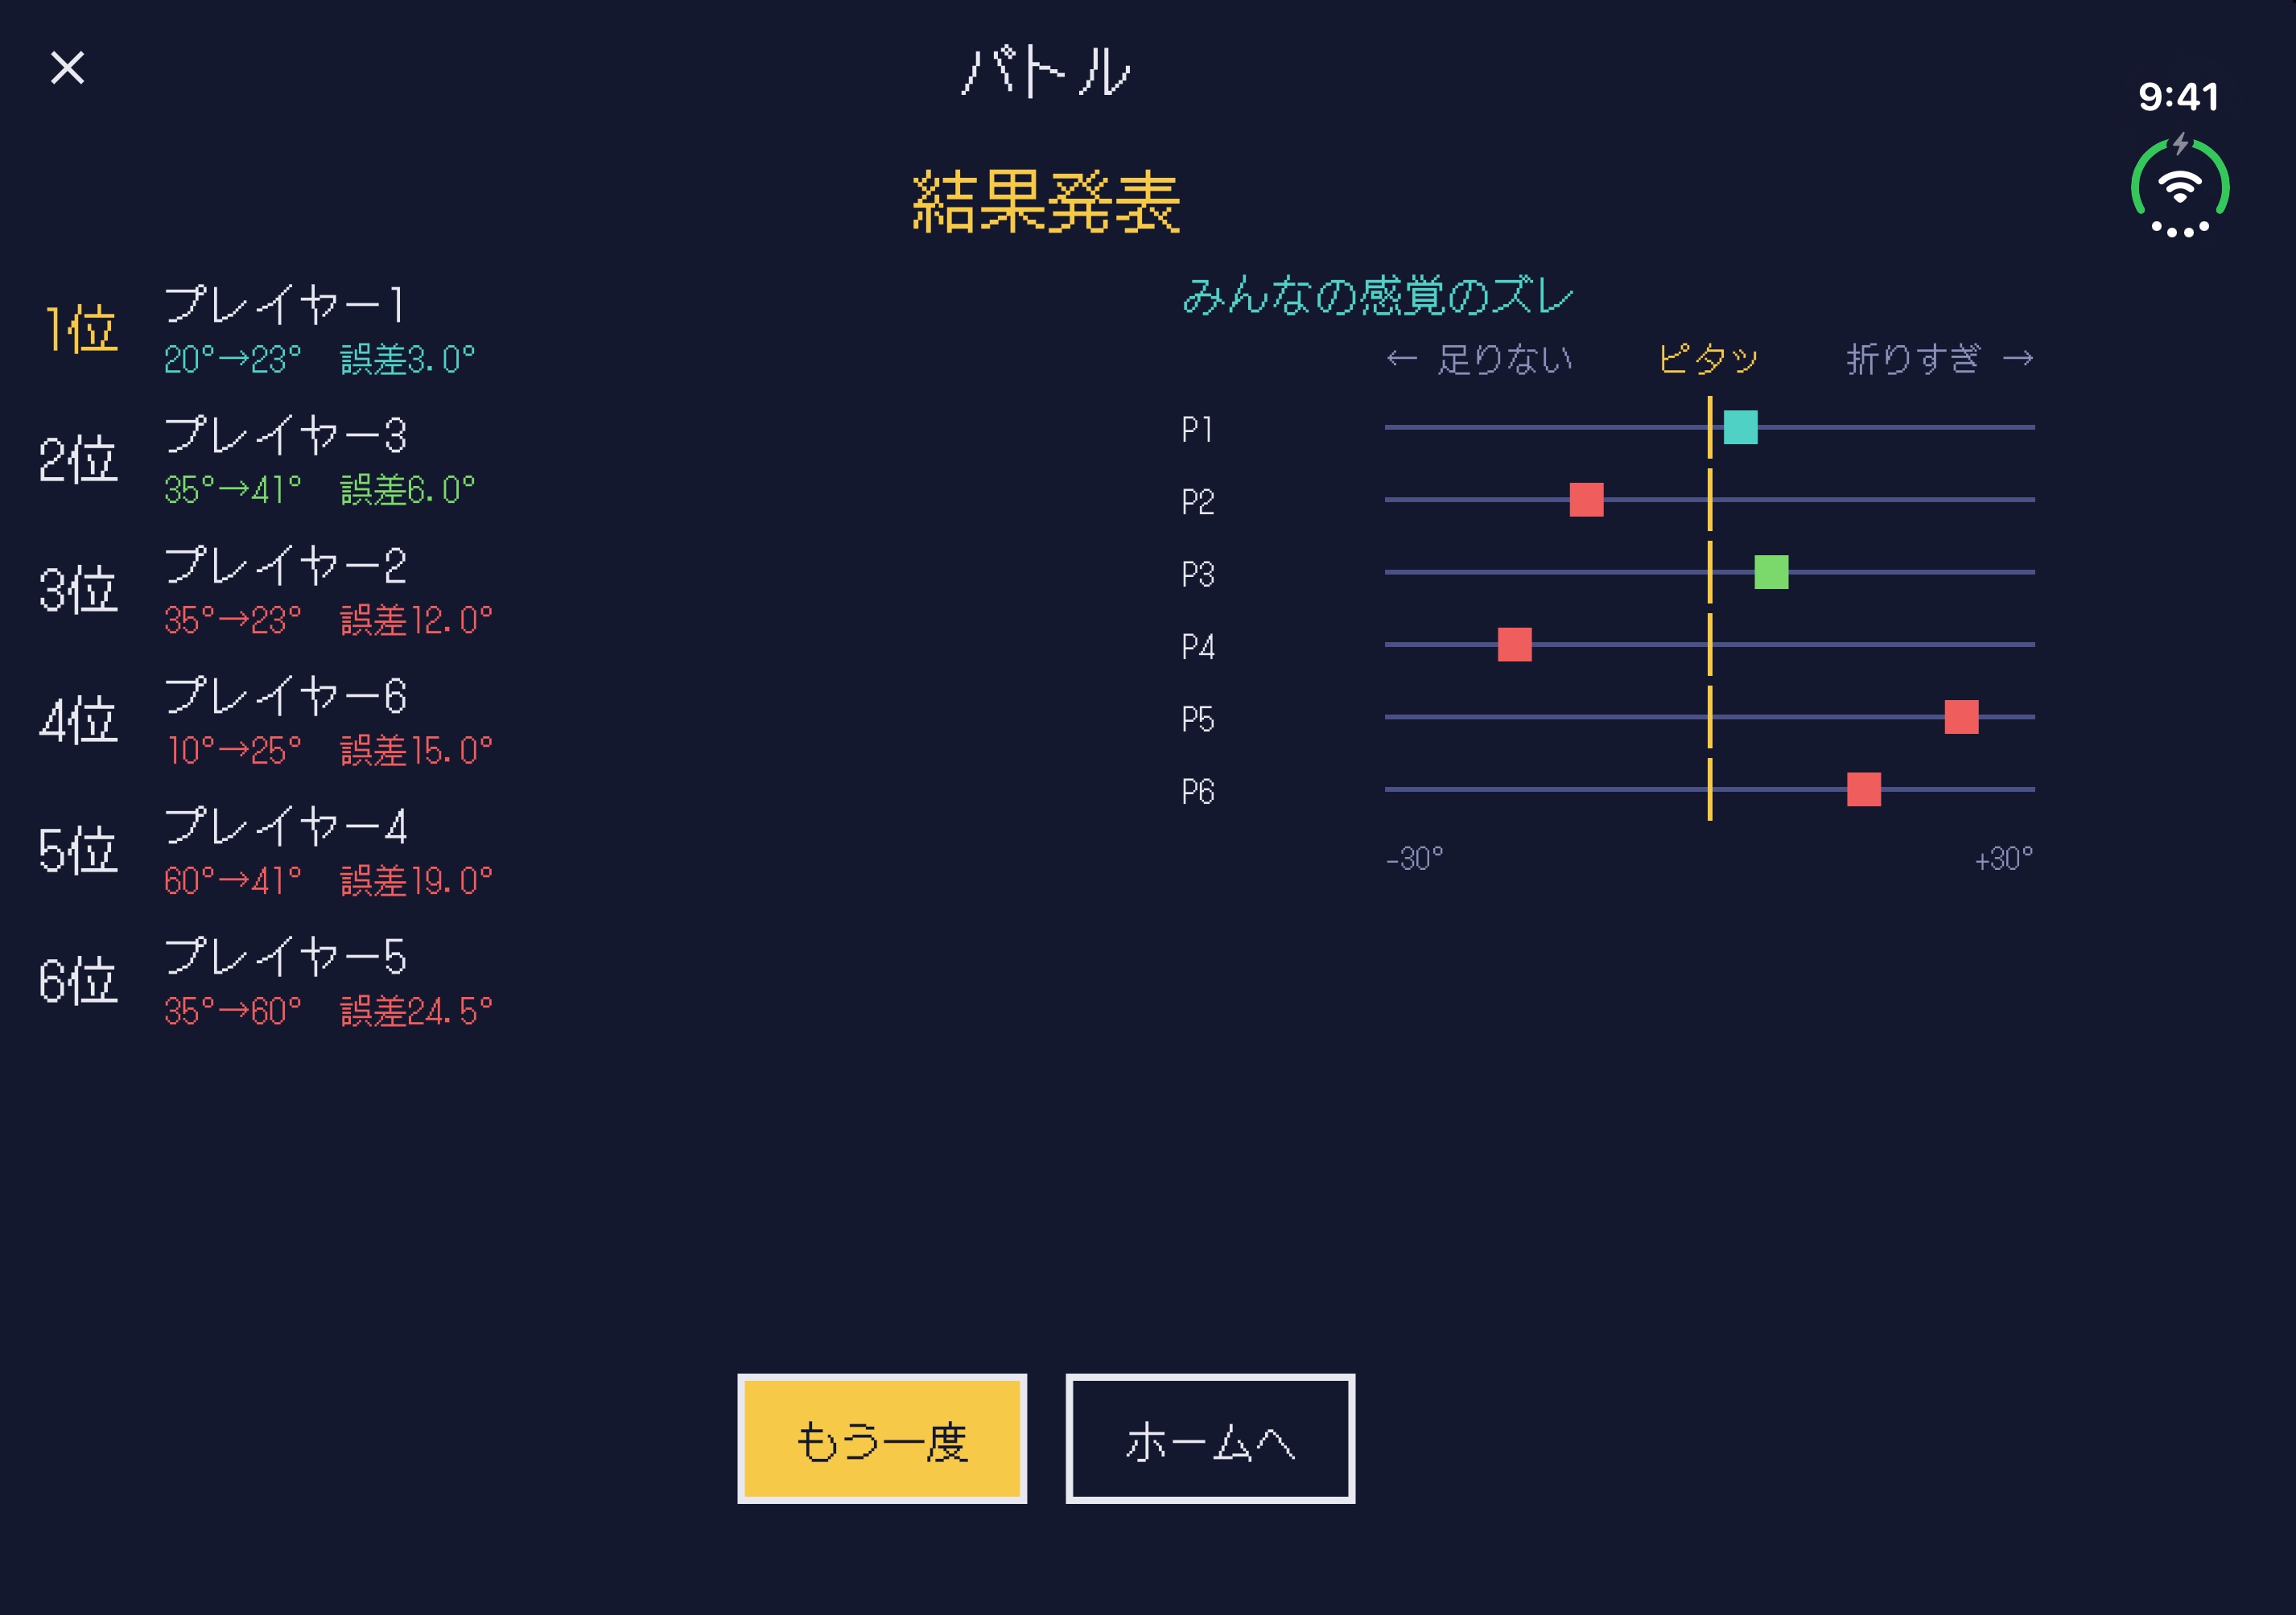 ×
バトル
9:41
結果発表
1位
プレイヤー1
20°→23° 誤差3.0°
2位
プレイヤー3
35°→41° 誤差6.0°
3位
プレイヤー2
35°→23° 誤差12.0°
4位
プレイヤー6
10°→25° 誤差15.0°
5位
プレイヤー4
60°→41° 誤差19.0°
6位
プレイヤー5
35°→60° 誤差24.5°
みんなの感覚のズレ
← 足りない ピタッ 折りすぎ →
P1
P2
P3
P4
P5
P6
-30° +30°
もう一度 ホームへ